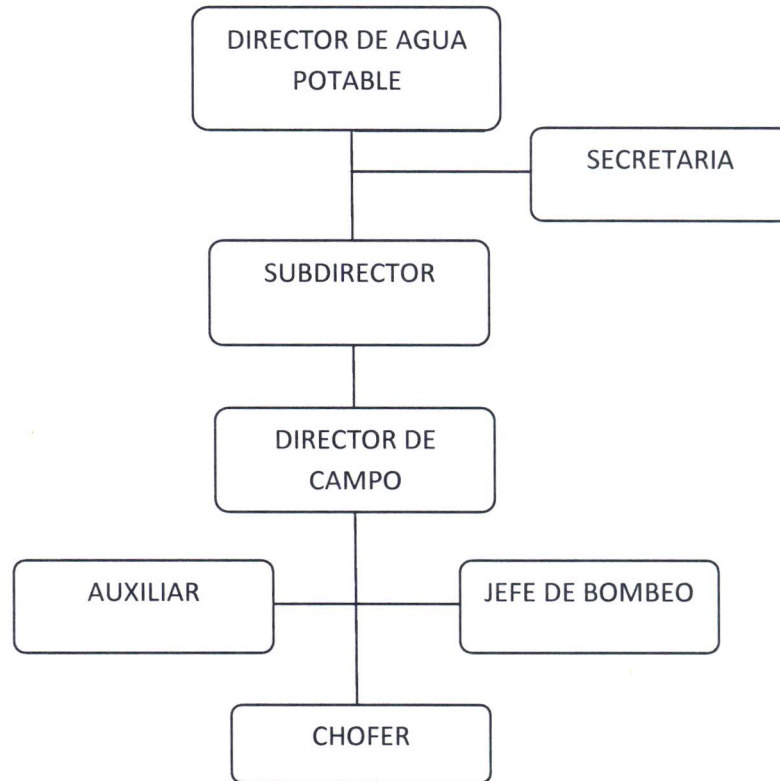 DIRECTOR DE AGUA
POTABLE
SECRETARIA
SUBDIRECTOR
DIRECTOR DE
CAMPO
AUXILIAR
JEFE DE BOMBEO
CHOFER